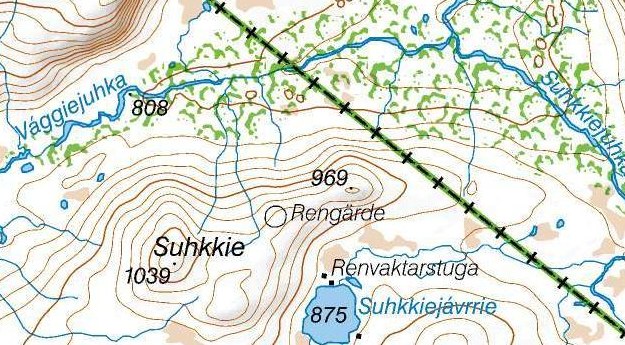 Vággiejuhka
808
Suhkkiejuhka
969
Rengärde
Suhkkie
1039
Renvaktarstuga
875
Suhkkiejávrrie